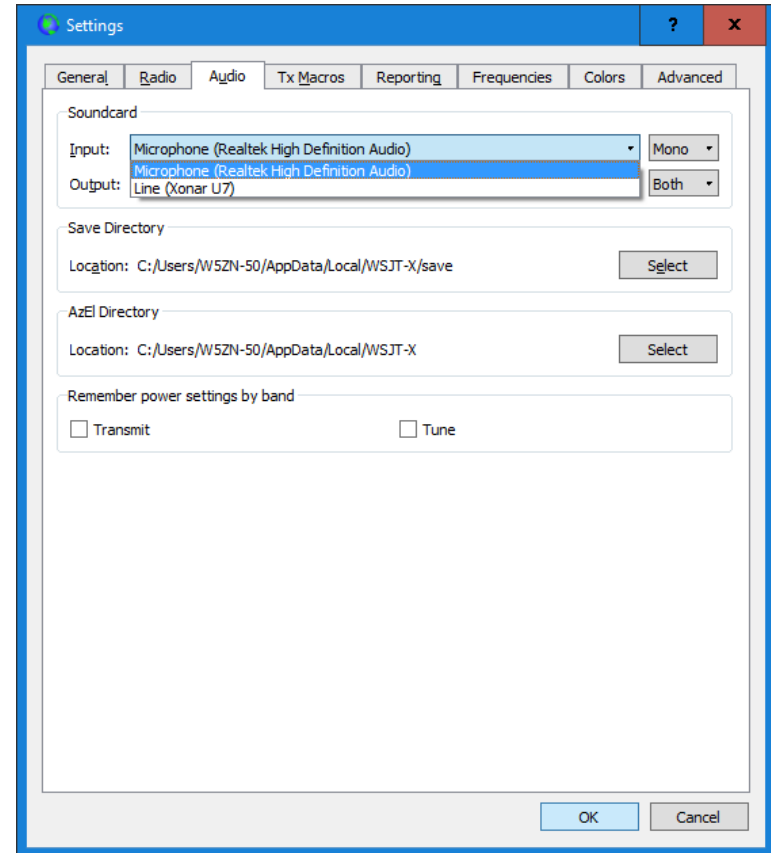 Settings ? x
General Radio Audio Tx Macros Reporting Frequencies Colors Advanced
Soundcard
Input: Microphone (Realtek High Definition Audio) Mono
Microphone (Realtek High Definition Audio)
Output: Line (Xonar U7) Both
Save Directory
Location: C:/Users/W5ZN-50/AppData/Local/WSJT-X/save Select
AzEl Directory
Location: C:/Users/W5ZN-50/AppData/Local/WSJT-X Select
Remember power settings by band
Transmit Tune
OK Cancel